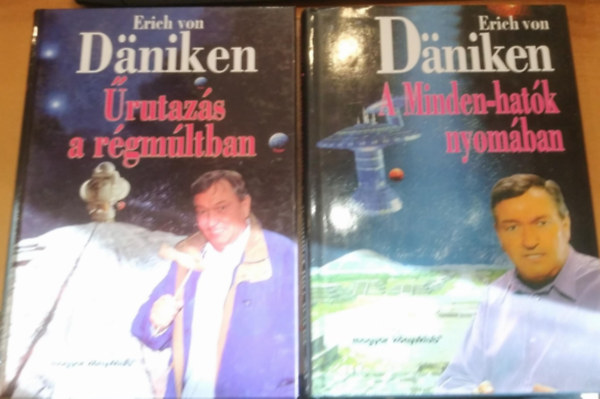 Erich von
Däniken
Űrutazás
a régmúltban
magyar könyvklub
Erich von
Däniken
A Minden-hatók
nyomában
magyar könyvklub